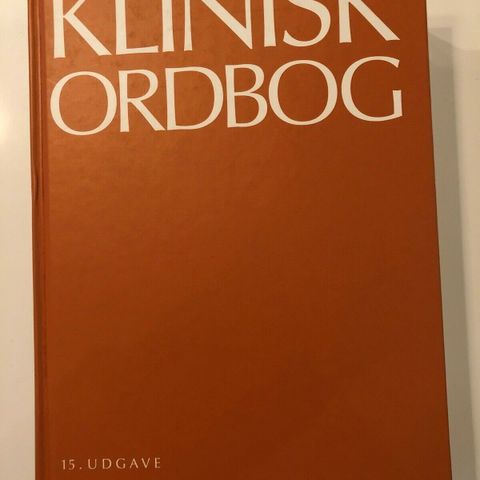 KLINISK
ORDBOG
15. UDGAVE